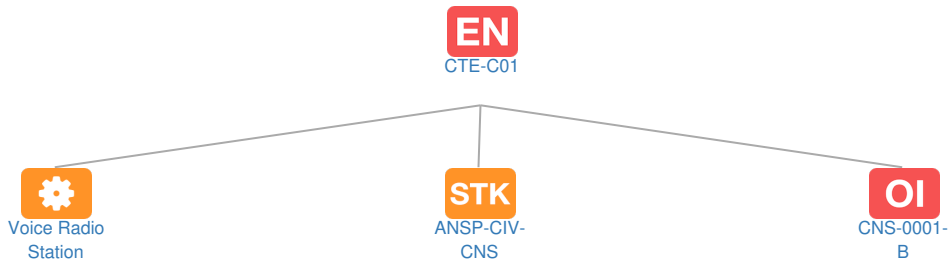 EN
CTE-C01
STK
OI
Voice Radio
Station
ANSP-CIV-
CNS
CNS-0001-
B